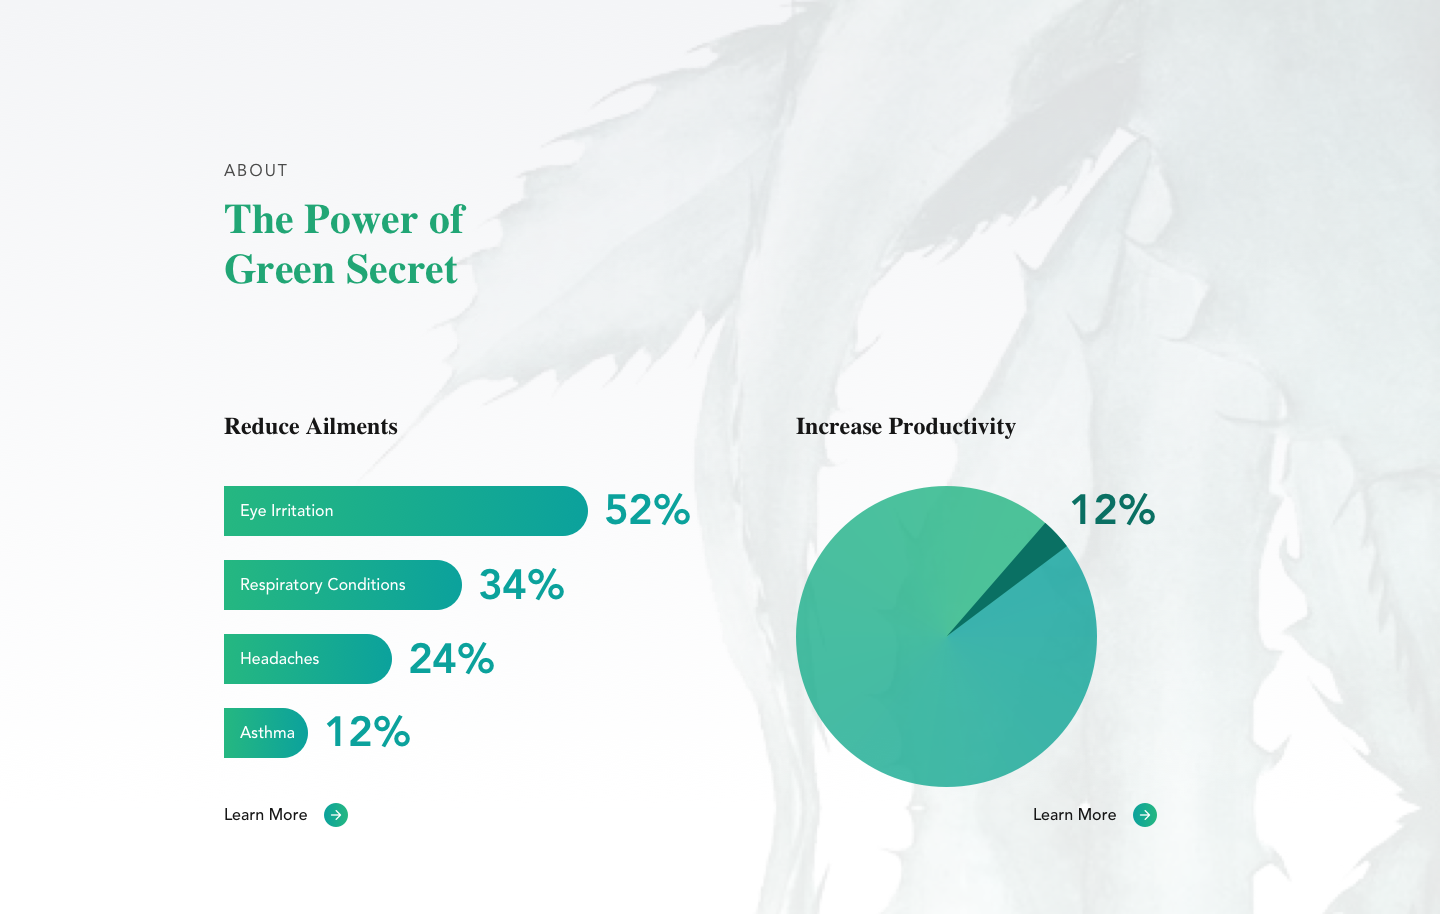 ABOUT
The Power of
Green Secret
Reduce Ailments
Eye Irritation 52%
Respiratory Conditions 34%
Headaches 24%
Asthma 12%
Learn More
Increase Productivity
12%
Learn More